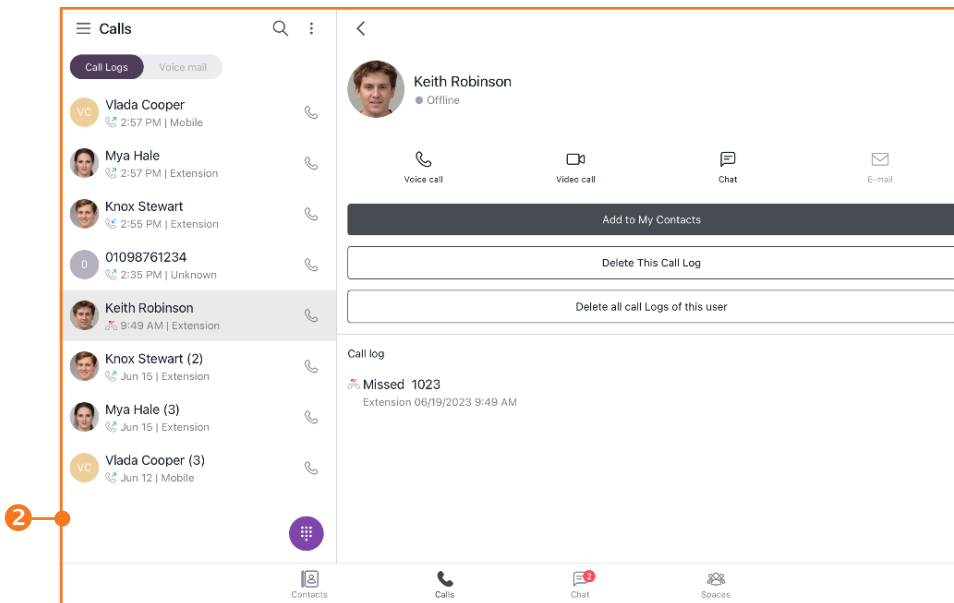 Calls
Call Logs
Voice mail
VC
Vlada Cooper
2:57 PM | Mobile
Mya Hale
2:57 PM | Extension
Knox Stewart
2:55 PM | Extension
0
01098761234
2:35 PM | Unknown
Keith Robinson
9:49 AM | Extension
Knox Stewart (2)
Jun 15 | Extension
Mya Hale (3)
Jun 15 | Extension
VC
Vlada Cooper (3)
Jun 12 | Mobile
2
Keith Robinson
Offline
Voice call
Video call
Chat
E-mail
Add to My Contacts
Delete This Call Log
Delete all call Logs of this user
Call log
Missed 1023
Extension 06/19/2023 9:49 AM
Contacts
Calls
2
Chat
Spaces